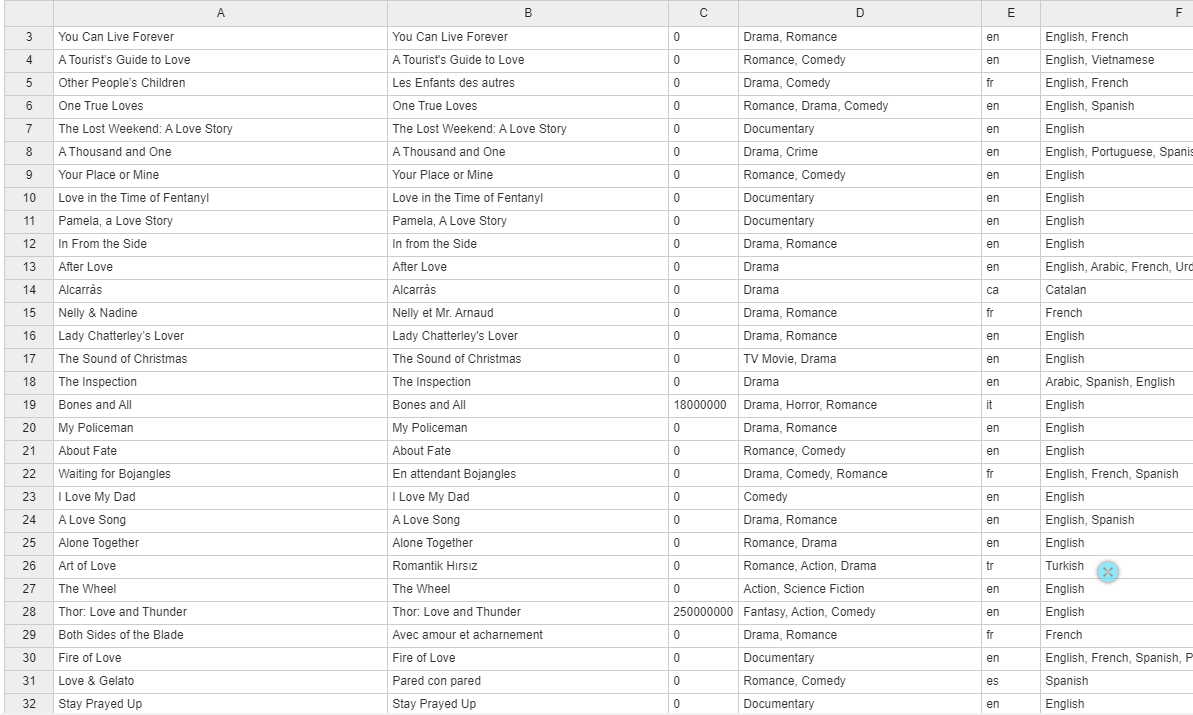 A B C D E F
3 You Can Live Forever You Can Live Forever 0 Drama, Romance en English, French
4 A Tourist's Guide to Love A Tourist's Guide to Love 0 Romance, Comedy en English, Vietnamese
5 Other People's Children Les Enfants des autres 0 Drama, Comedy fr English, French
6 One True Loves One True Loves 0 Romance, Drama, Comedy en English, Spanish
7 The Lost Weekend: A Love Story The Lost Weekend: A Love Story 0 Documentary en English
8 A Thousand and One A Thousand and One 0 Drama, Crime en English, Portuguese, Spanis
9 Your Place or Mine Your Place or Mine 0 Romance, Comedy en English
10 Love in the Time of Fentanyl Love in the Time of Fentanyl 0 Documentary en English
11 Pamela, a Love Story Pamela, A Love Story 0 Documentary en English
12 In From the Side In from the Side 0 Drama, Romance en English
13 After Love After Love 0 Drama en English, Arabic, French, Urd
14 Alcarràs Alcarràs 0 Drama ca Catalan
15 Nelly & Nadine Nelly et Mr. Arnaud 0 Drama, Romance fr French
16 Lady Chatterley’s Lover Lady Chatterley's Lover 0 Drama, Romance en English
17 The Sound of Christmas The Sound of Christmas 0 TV Movie, Drama en English
18 The Inspection The Inspection 0 Drama en Arabic, Spanish, English
19 Bones and All Bones and All 18000000 Drama, Horror, Romance it English
20 My Policeman My Policeman 0 Drama, Romance en English
21 About Fate About Fate 0 Romance, Comedy en English
22 Waiting for Bojangles En attendant Bojangles 0 Drama, Comedy, Romance fr English, French, Spanish
23 I Love My Dad I Love My Dad 0 Comedy en English
24 A Love Song A Love Song 0 Drama, Romance en English, Spanish
25 Alone Together Alone Together 0 Romance, Drama en English
26 Art of Love Romantik Hırsız 0 Romance, Action, Drama tr Turkish
27 The Wheel The Wheel 0 Action, Science Fiction en English
28 Thor: Love and Thunder Thor: Love and Thunder 250000000 Fantasy, Action, Comedy en English
29 Both Sides of the Blade Avec amour et acharnement 0 Drama, Romance fr French
30 Fire of Love Fire of Love 0 Documentary en English, French, Spanish, P
31 Love & Gelato Pared con pared 0 Romance, Comedy es Spanish
32 Stay Prayed Up Stay Prayed Up 0 Documentary en English